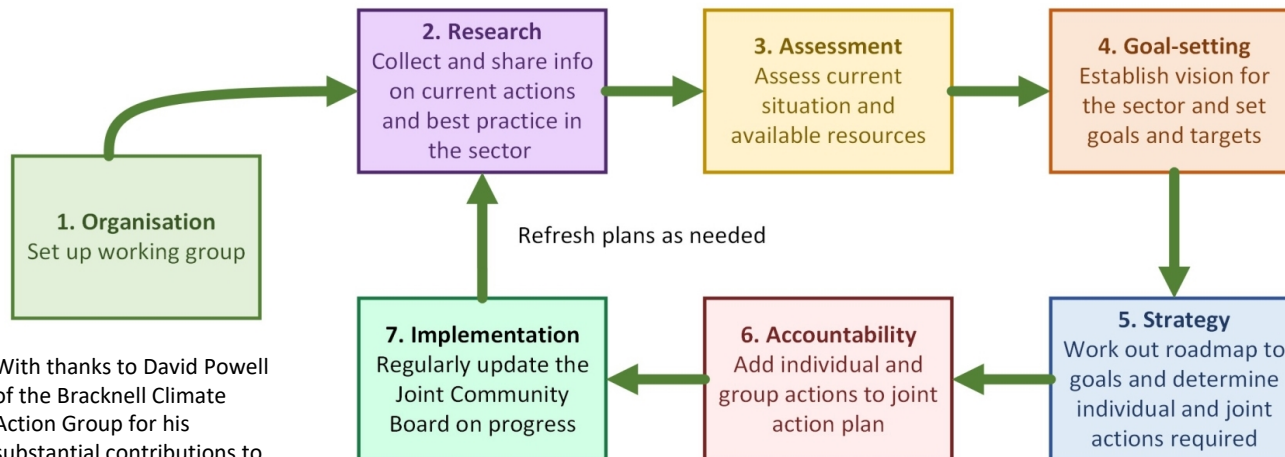 1. Organisation
Set up working group
2. Research
Collect and share info
on current actions
and best practice in
the sector
3. Assessment
Assess current
situation and
available resources
4. Goal-setting
Establish vision for
the sector and set
goals and targets
5. Strategy
Work out roadmap to
goals and determine
individual and joint
actions required
6. Accountability
Add individual and
group actions to joint
action plan
7. Implementation
Regularly update the
Joint Community
Board on progress
Refresh plans as needed
With thanks to David Powell
of the Bracknell Climate
Action Group for his
substantial contributions to